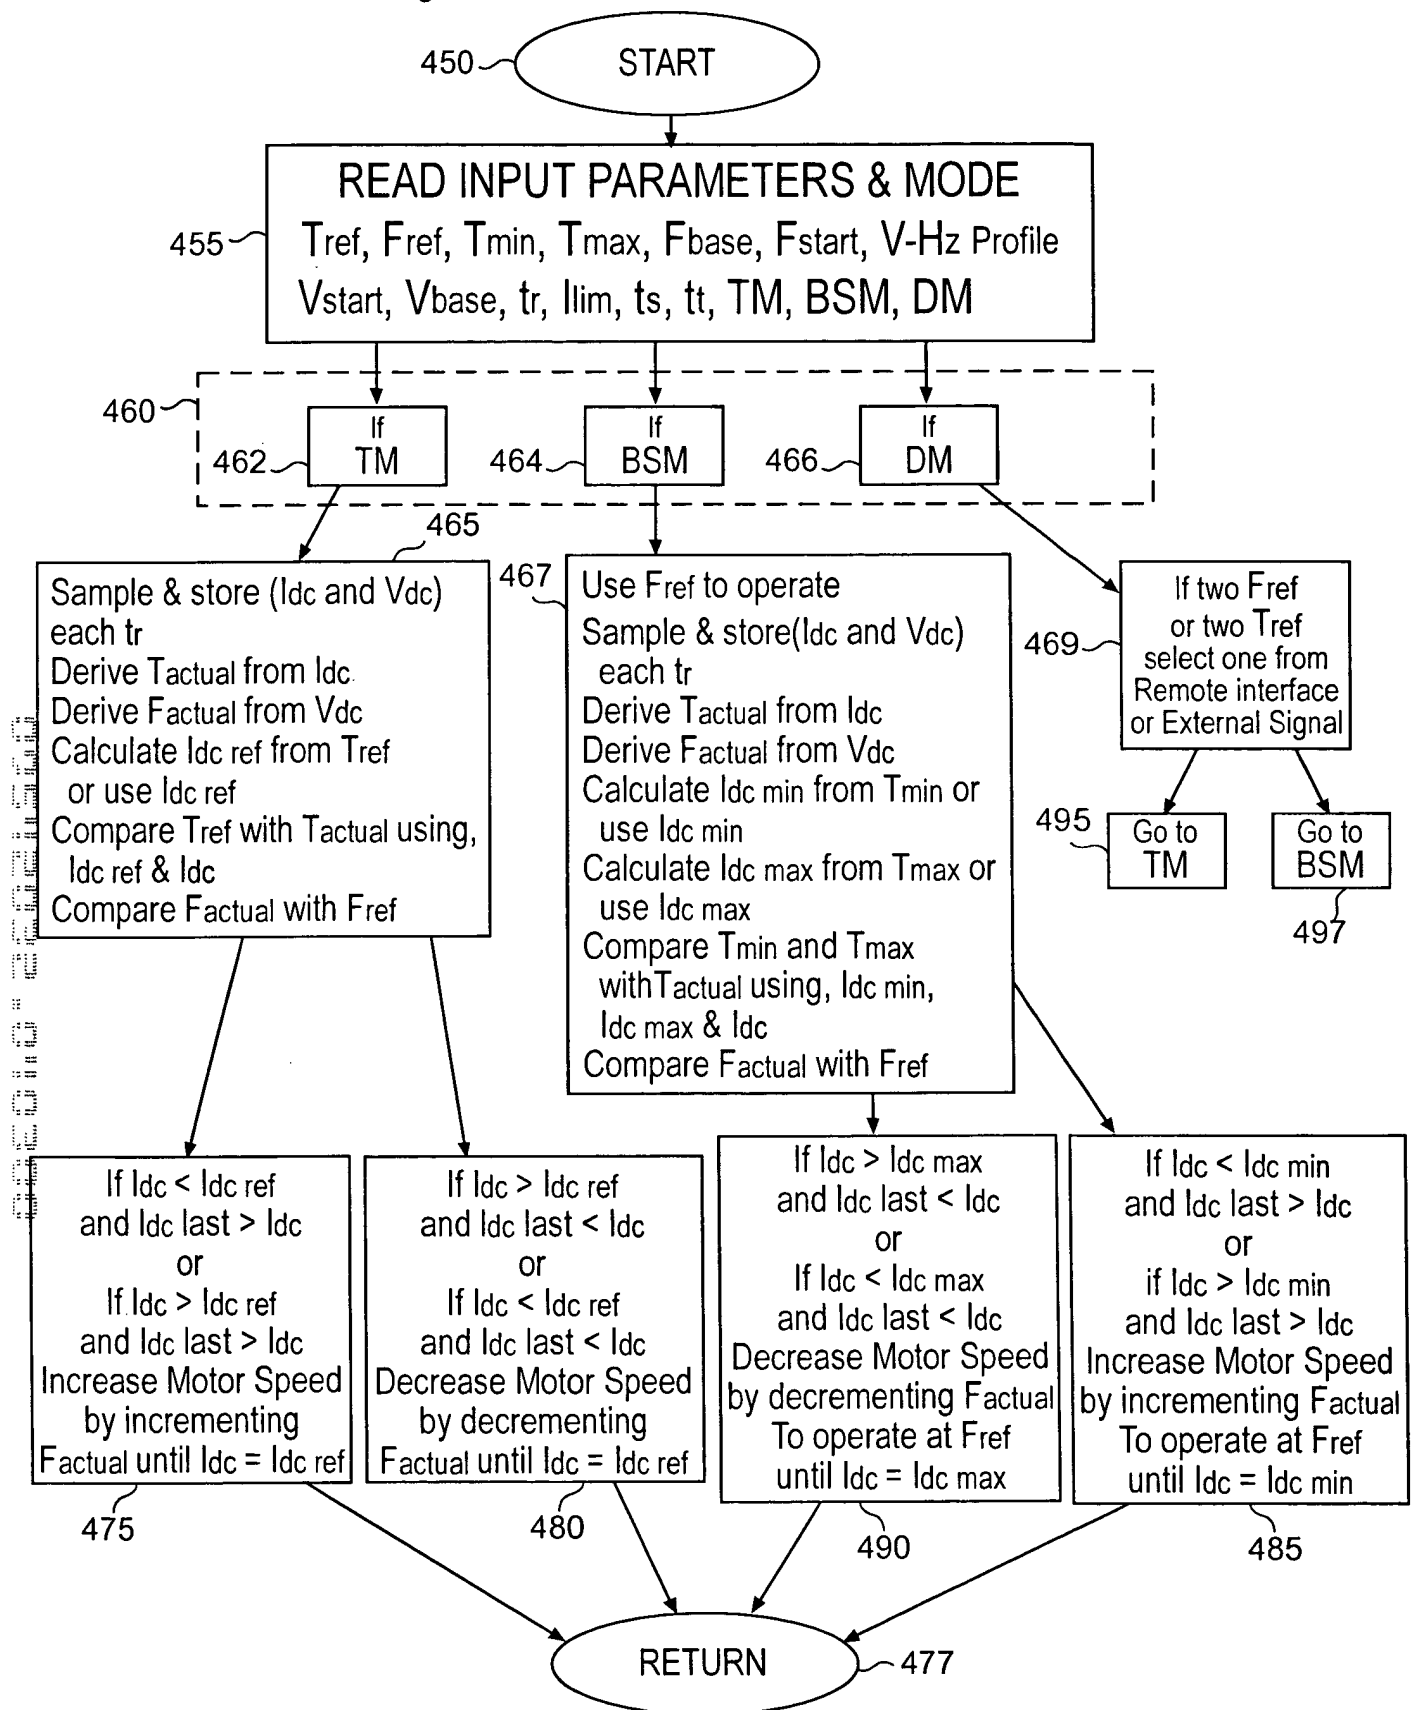 450
START
READ INPUT PARAMETERS & MODE
455
Tref, Fref, Tmin, Tmax, Fbase, Fstart, V-Hz Profile
Vstart, Vbase, tr, Ilim, ts, tt, TM, BSM, DM
460
462
If
TM
464
If
BSM
466
If
DM
465
Sample & store (Idc and Vdc)
each tr
Derive Tactual from Idc
Derive Factual from Vdc
Calculate Idc ref from Tref
or use Idc ref
Compare Tref with Tactual using,
Idc ref & Idc
Compare Factual with Fref
467
Use Fref to operate
Sample & store(Idc and Vdc)
each tr
Derive Tactual from Idc
Derive Factual from Vdc
Calculate Idc min from Tmin or
use Idc min
Calculate Idc max from Tmax or
use Idc max
Compare Tmin and Tmax
withTactual using, Idc min,
Idc max & Idc
Compare Factual with Fref
469
If two Fref
or two Tref
select one from
Remote interface
or External Signal
495
Go to
TM
Go to
BSM
497
If Idc < Idc ref
and Idc last > Idc
or
If Idc > Idc ref
and Idc last > Idc
Increase Motor Speed
by incrementing
Factual until Idc = Idc ref
475
If Idc > Idc ref
and Idc last < Idc
or
If Idc < Idc ref
and Idc last < Idc
Decrease Motor Speed
by decrementing
Factual until Idc = Idc ref
480
If Idc > Idc max
and Idc last < Idc
or
If Idc < Idc max
and Idc last < Idc
Decrease Motor Speed
by decrementing Factual
To operate at Fref
until Idc = Idc max
490
If Idc < Idc min
and Idc last > Idc
or
if Idc > Idc min
and Idc last > Idc
Increase Motor Speed
by incrementing Factual
To operate at Fref
until Idc = Idc min
485
RETURN
477